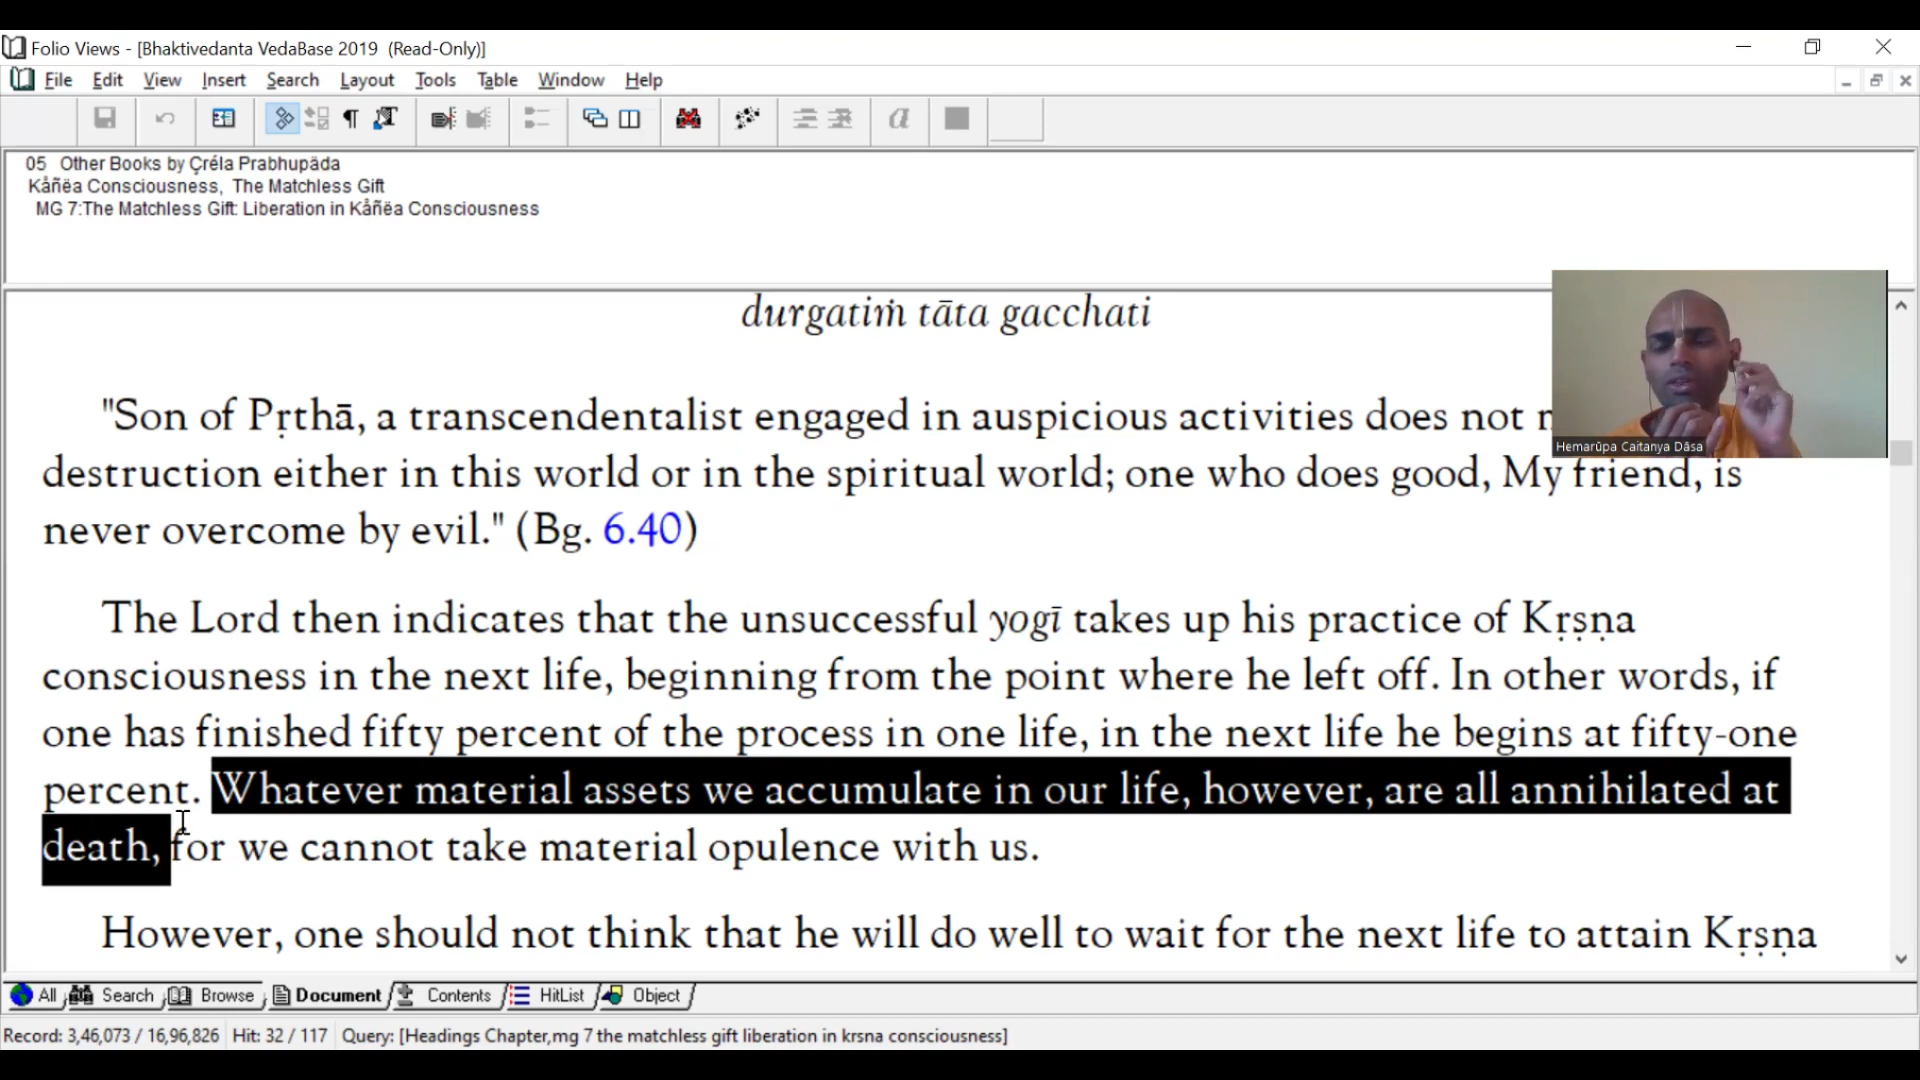 Folio Views - [Bhaktivedanta VedaBase 2019 (Read-Only)]
File Edit View Insert Search Layout Tools Table Window Help
05 Other Books by Çréla Prabhupäda
Kåñëa Consciousness, The Matchless Gift
MG 7:The Matchless Gift: Liberation in Kåñëa Consciousness
durgatiṁ tāta gacchati
"Son of Pṛthā, a transcendentalist engaged in auspicious activities does not
Hemarūpa Caitanya Dāsa
destruction either in this world or in the spiritual world; one who does good, My friend, is
never overcome by evil." (Bg. 6.40)
The Lord then indicates that the unsuccessful yogī takes up his practice of Kṛṣṇa
consciousness in the next life, beginning from the point where he left off. In other words, if
one has finished fifty percent of the process in one life, in the next life he begins at fifty-one
percent. Whatever material assets we accumulate in our life, however, are all annihilated at
death, for we cannot take material opulence with us.
However, one should not think that he will do well to wait for the next life to attain Kṛṣṇa
All Search Browse Document Contents HitList Object
Record: 3,46,073 / 16,96,826 Hit: 32 / 117 Query: [Headings Chapter,mg 7 the matchless gift liberation in krsna consciousness]